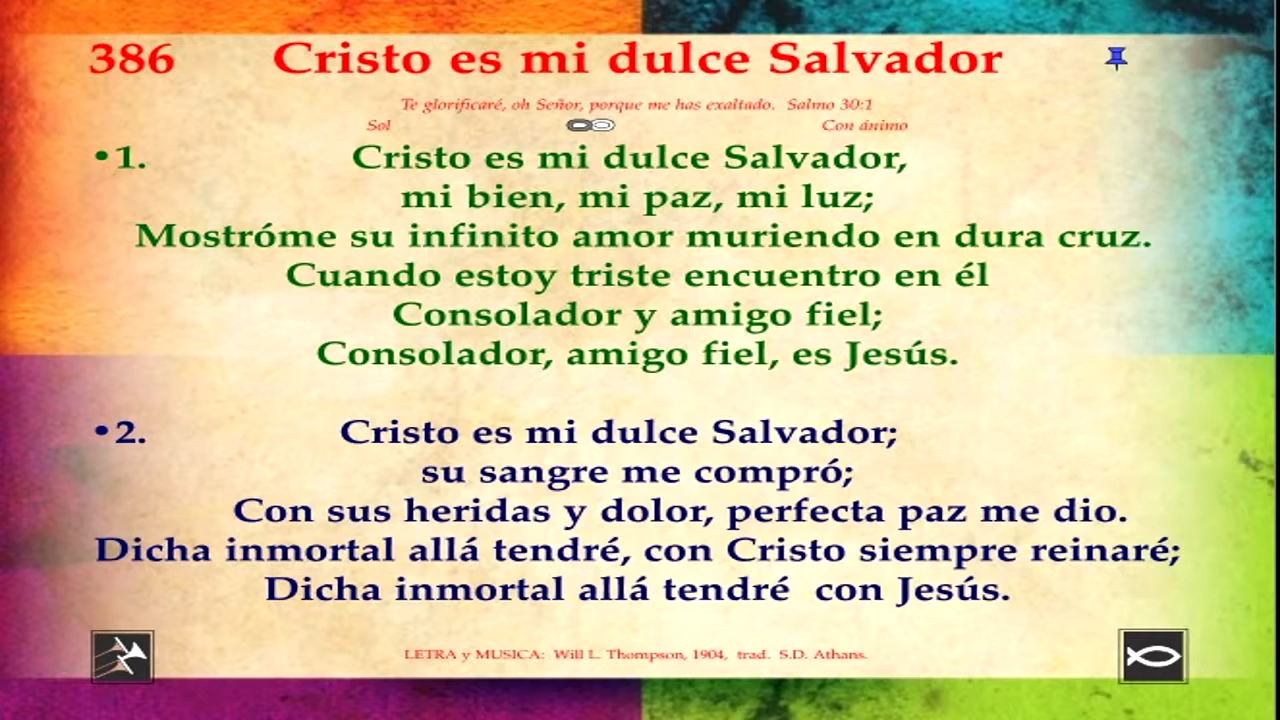 386 Cristo es mi dulce Salvador
Te glorificaré, oh Señor, porque me has exaltado. Salmo 30:1
Sol Con ánimo
•1. Cristo es mi dulce Salvador,
mi bien, mi paz, mi luz;
Mostróme su infinito amor muriendo en dura cruz.
Cuando estoy triste encuentro en él
Consolador y amigo fiel;
Consolador, amigo fiel, es Jesús.
•2. Cristo es mi dulce Salvador;
su sangre me compró;
Con sus heridas y dolor, perfecta paz me dio.
Dicha inmortal allá tendré, con Cristo siempre reinaré;
Dicha inmortal allá tendré con Jesús.
LETRA y MUSICA: Will L. Thompson, 1904, trad. S.D. Athans.